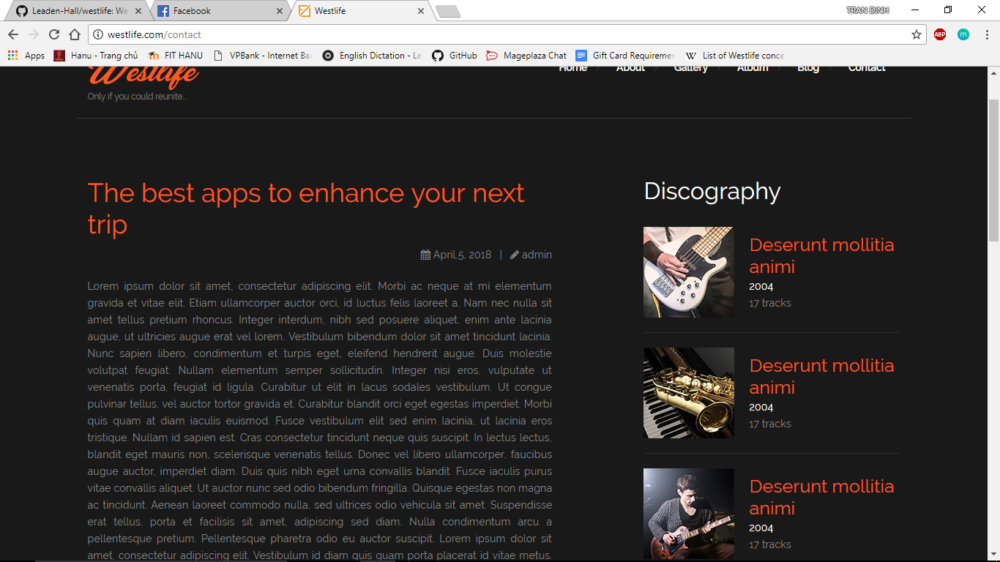 Leaden-Hall/westlife: We
Facebook
Westlife
TRAN DINH
westlife.com/contact
ABP
m
Apps
Hanu - Trang chủ
FIT HANU
VPBank - Internet Ba
English Dictation - Le
GitHub
Mageplaza Chat
Gift Card Requiremen
W
List of Westlife conce
Westlife
Home / About / Gallery / Album / Blog / Contact
Only if you could reunite...
The best apps to enhance your next
trip
April,5, 2018 | admin
Lorem ipsum dolor sit amet, consectetur adipiscing elit. Morbi ac neque at mi elementum
gravida et vitae elit. Etiam ullamcorper auctor orci, id luctus felis laoreet a. Nam nec nulla sit
amet tellus pretium rhoncus. Integer interdum, nibh sed posuere aliquet, enim ante lacinia
augue, ut ultricies augue erat vel lorem. Vestibulum bibendum dolor sit amet tincidunt lacinia.
Nunc sapien libero, condimentum et turpis eget, eleifend hendrerit augue. Duis molestie
volutpat feugiat. Nullam elementum semper sollicitudin. Integer nisi eros, vulputate ut
venenatis porta, feugiat id ligula. Curabitur ut elit in lacus sodales vestibulum. Ut congue
pulvinar tellus, vel auctor tortor gravida et. Curabitur blandit orci eget egestas imperdiet. Morbi
quis quam at diam iaculis euismod. Fusce vestibulum elit sed enim lacinia, ut lacinia eros
tristique. Nullam id sapien est. Cras consectetur tincidunt neque quis suscipit. In lectus lectus,
blandit eget mauris non, scelerisque venenatis tellus. Donec vel libero ullamcorper, faucibus
augue auctor, imperdiet diam. Duis quis nibh eget urna convallis blandit. Fusce iaculis purus
vitae convallis aliquet. Ut auctor nunc sed odio bibendum fringilla. Quisque egestas non magna
ac tincidunt. Aenean laoreet commodo nulla, sed ultrices odio vehicula sit amet. Suspendisse
erat tellus, porta et facilisis sit amet, adipiscing sed diam. Nulla condimentum arcu a
pellentesque pretium. Pellentesque pharetra odio eu auctor suscipit. Lorem ipsum dolor sit
amet, consectetur adipiscing elit. Vestibulum id diam quis quam porta placerat id vitae metus.
Discography
Deserunt mollitia
animi
2004
17 tracks
Deserunt mollitia
animi
2004
17 tracks
Deserunt mollitia
animi
2004
17 tracks